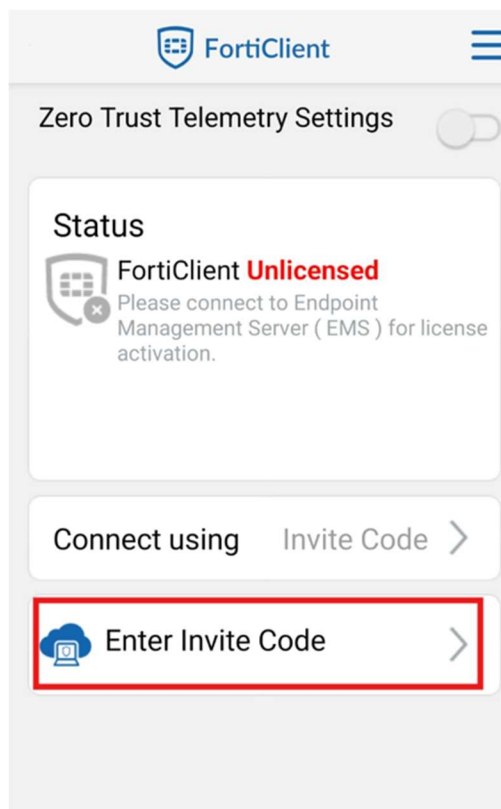 FortiClient
Zero Trust Telemetry Settings
Status
FortiClient Unlicensed
Please connect to Endpoint
Management Server ( EMS ) for license
activation.
Connect using Invite Code
Enter Invite Code